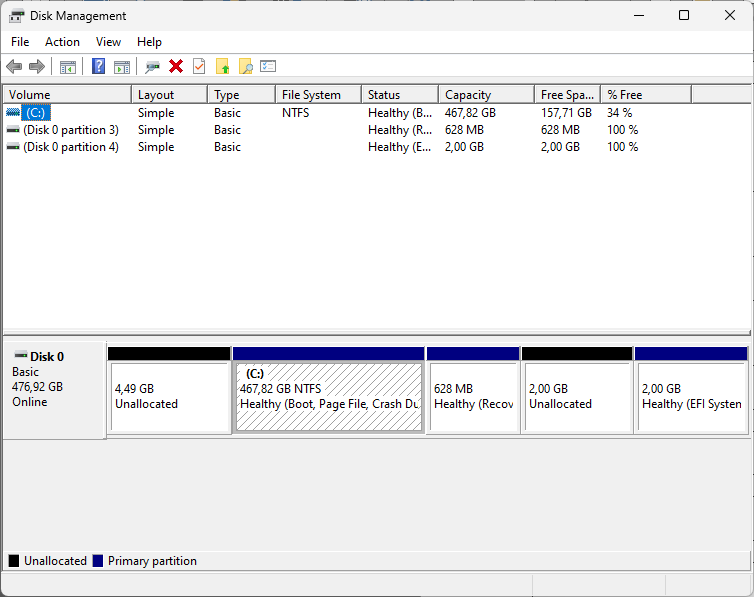 Disk Management
File Action View Help
Volume Layout Type File System Status Capacity Free Spa... % Free
(C:) Simple Basic NTFS Healthy (B... 467,82 GB 157,71 GB 34 %
(Disk 0 partition 3) Simple Basic Healthy (R... 628 MB 628 MB 100 %
(Disk 0 partition 4) Simple Basic Healthy (E... 2,00 GB 2,00 GB 100 %
Disk 0
Basic
476,92 GB
Online
4,49 GB
Unallocated
(C:)
467,82 GB NTFS
Healthy (Boot, Page File, Crash Du
628 MB
Healthy (Recov
2,00 GB
Unallocated
2,00 GB
Healthy (EFI System
Unallocated Primary partition